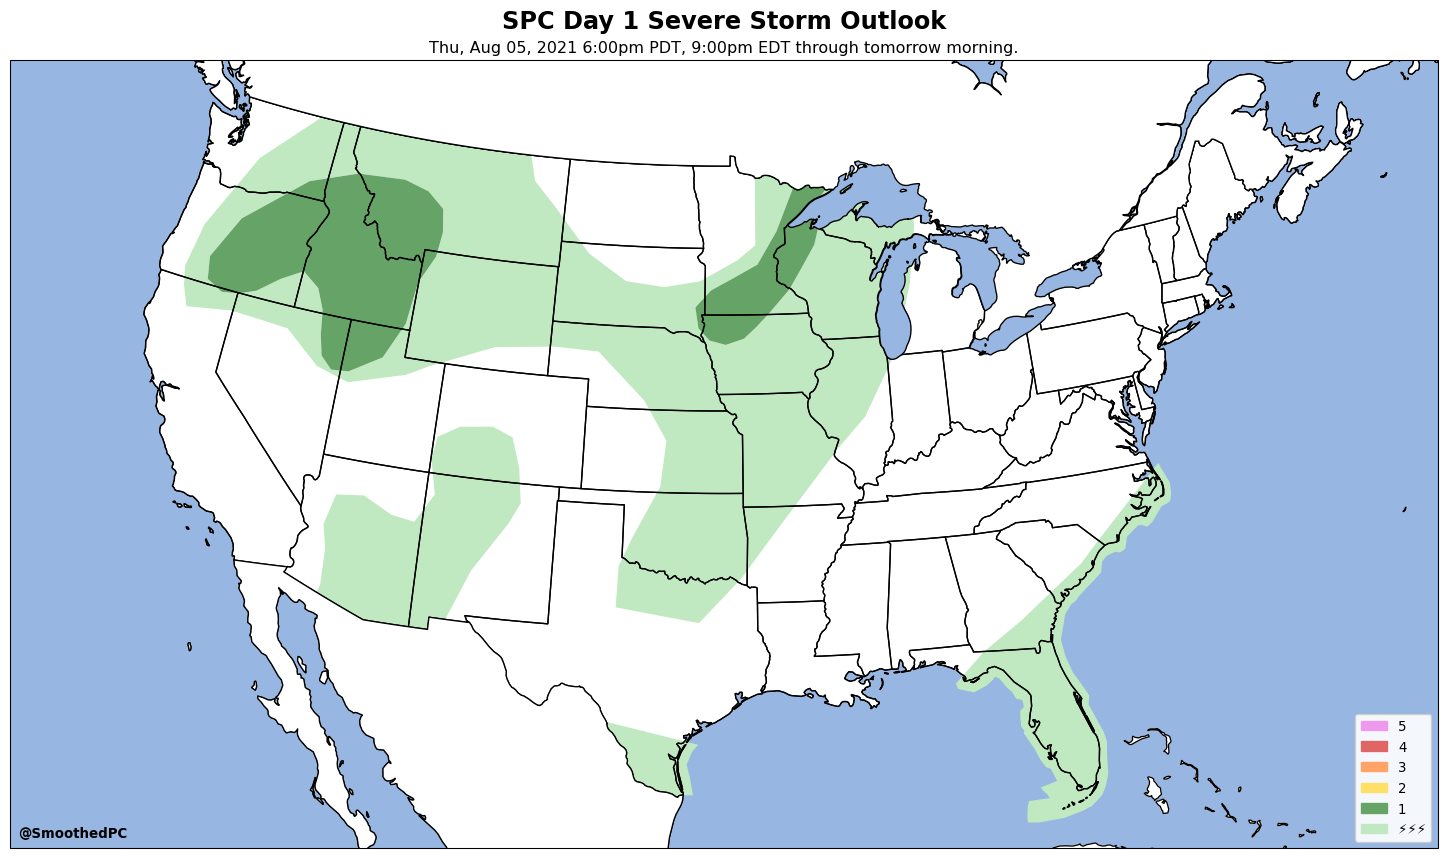 SPC Day 1 Severe Storm Outlook
Thu, Aug 05, 2021 6:00pm PDT, 9:00pm EDT through tomorrow morning.
5
4
3
2
1
⚡⚡⚡
@SmoothedPC